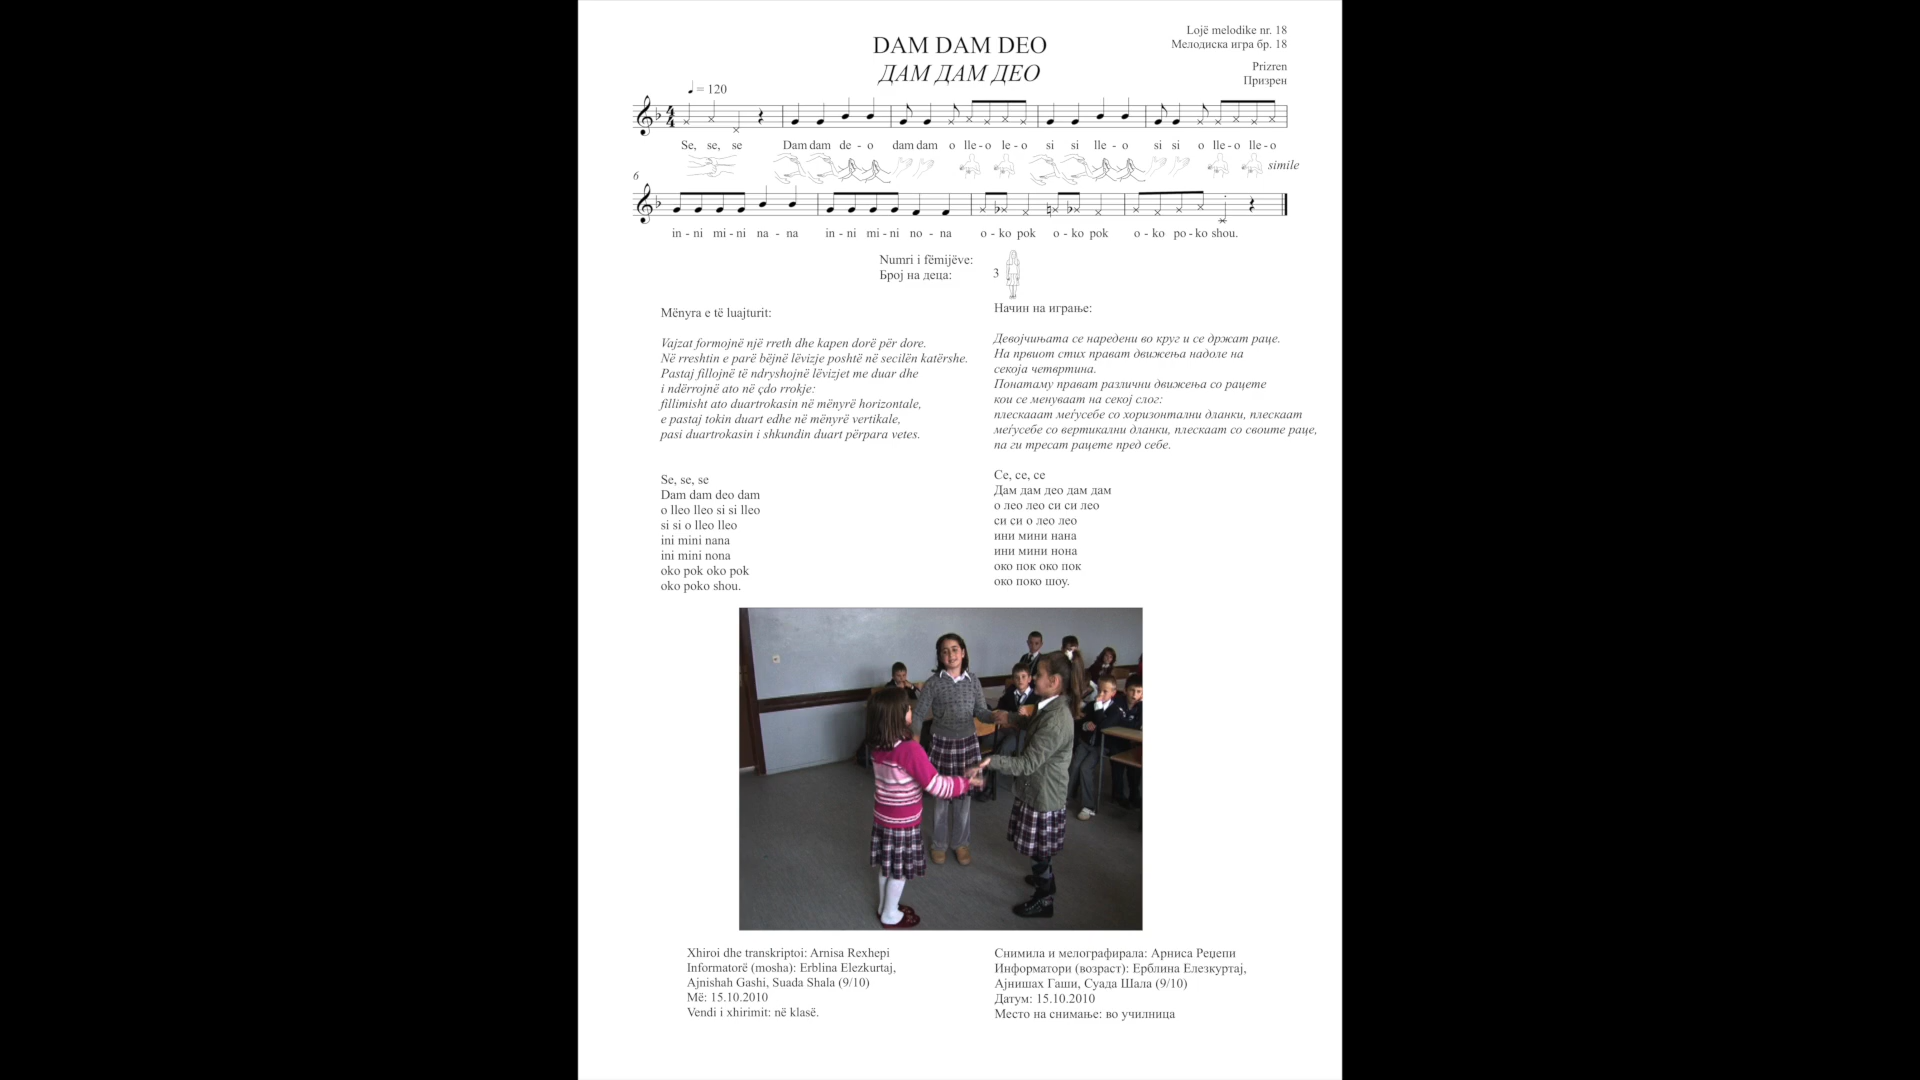 Lojë melodike nr. 18
Мелодиска игра бр. 18
DAM DAM DEO
ДАМ ДАМ ДЕО
Prizren
Призрен
= 120
Se, se, se Dam dam de - o dam dam o lle - o le - o si si lle - o si si o lle - o lle - o
simile
6
in - ni mi - ni na - na in - ni mi - ni no - na o - ko pok o - ko pok o - ko po - ko shou.
Numri i fëmijëve:
Број на деца:
3
Mënyra e të luajturit:
Vajzat formojnë një rreth dhe kapen dorë për dore.
Në rreshtin e parë bëjnë lëvizje poshtë në secilën katërshe.
Pastaj fillojnë të ndryshojnë lëvizjet me duar dhe
i ndërrojnë ato në çdo rrokje:
fillimisht ato duartrokasin në mënyrë horizontale,
e pastaj tokin duart edhe në mënyrë vertikale,
pasi duartrokasin i shkundin duart përpara vetes.
Se, se, se
Dam dam deo dam
o lleo lleo si si lleo
si si o lleo lleo
ini mini nana
ini mini nona
oko pok oko pok
oko poko shou.
Начин на играње:
Девојчињата се наредени во круг и се држат раце.
На првиот стих прават движења надоле на
секоја четвртина.
Понатаму прават различни движења со рацете
кои се менуваат на секој слог:
плескааат меѓусебе со хоризонтални дланки, плескаат
меѓусебе со вертикални дланки, плескаат со своите раце,
па ги тресат рацете пред себе.
Се, се, се
Дам дам део дам дам
о лео лео си си лео
си си о лео лео
ини мини нана
ини мини нона
око пок око пок
око поко шоу.
Xhiroi dhe transkriptoi: Arnisa Rexhepi
Informatorë (mosha): Erblina Elezkurtaj,
Ajnishah Gashi, Suada Shala (9/10)
Më: 15.10.2010
Vendi i xhirimit: në klasë.
Снимила и мелографирала: Арниса Реџепи
Информатори (возраст): Ерблина Елезкуртај,
Ајнишах Гаши, Суада Шала (9/10)
Датум: 15.10.2010
Место на снимање: во училница